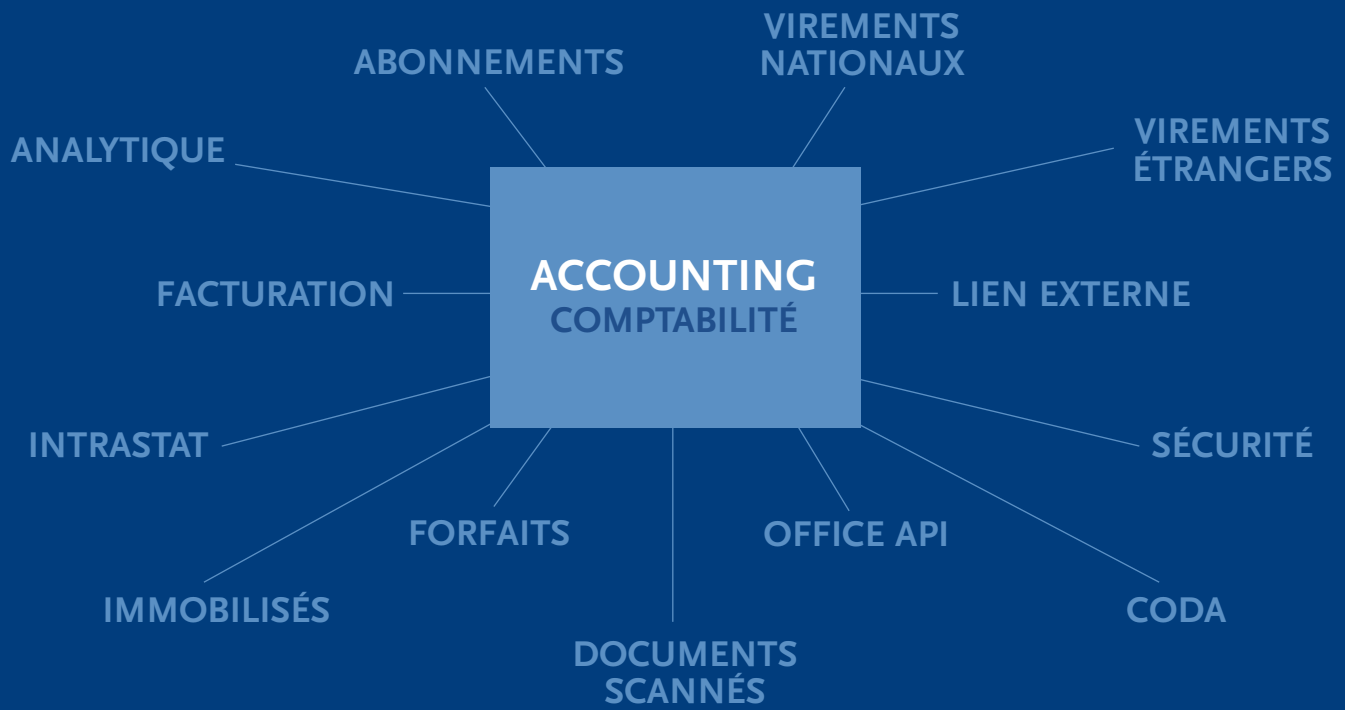 VIREMENTS
NATIONAUX
ABONNEMENTS
VIREMENTS
ÉTRANGERS
ANALYTIQUE
ACCOUNTING
COMPTABILITÉ
FACTURATION
LIEN EXTERNE
INTRASTAT
SÉCURITÉ
FORFAITS
OFFICE API
IMMOBILISÉS
CODA
DOCUMENTS
SCANNÉS